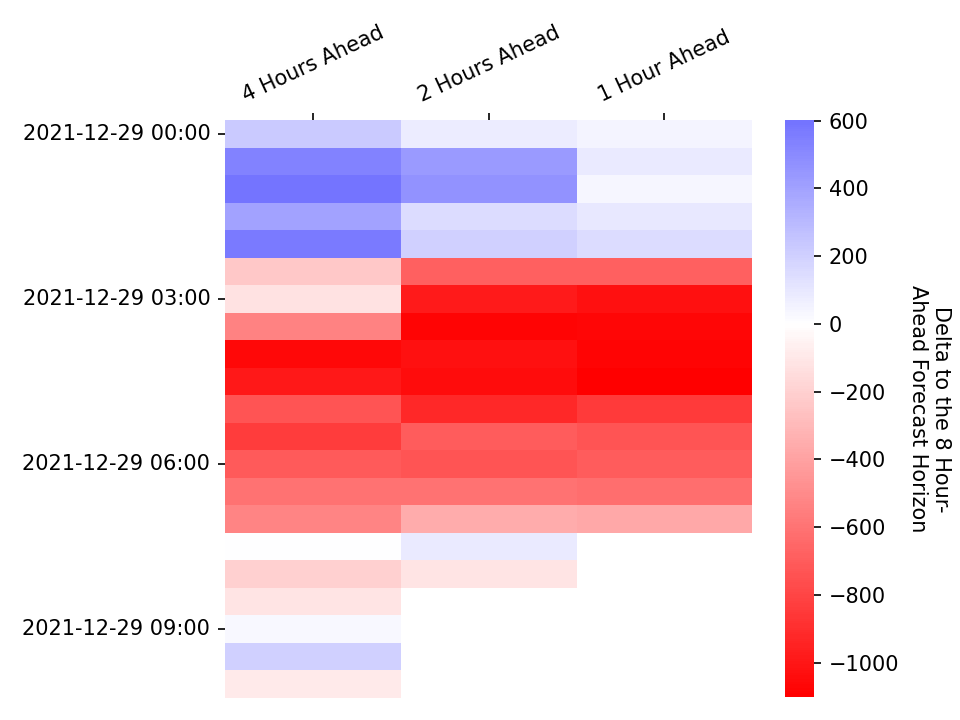 4 Hours Ahead
2 Hours Ahead
1 Hour Ahead
2021-12-29 00:00
2021-12-29 03:00
2021-12-29 06:00
2021-12-29 09:00
600
400
200
0
−200
−400
−600
−800
−1000
Delta to the 8 Hour-
Ahead Forecast Horizon